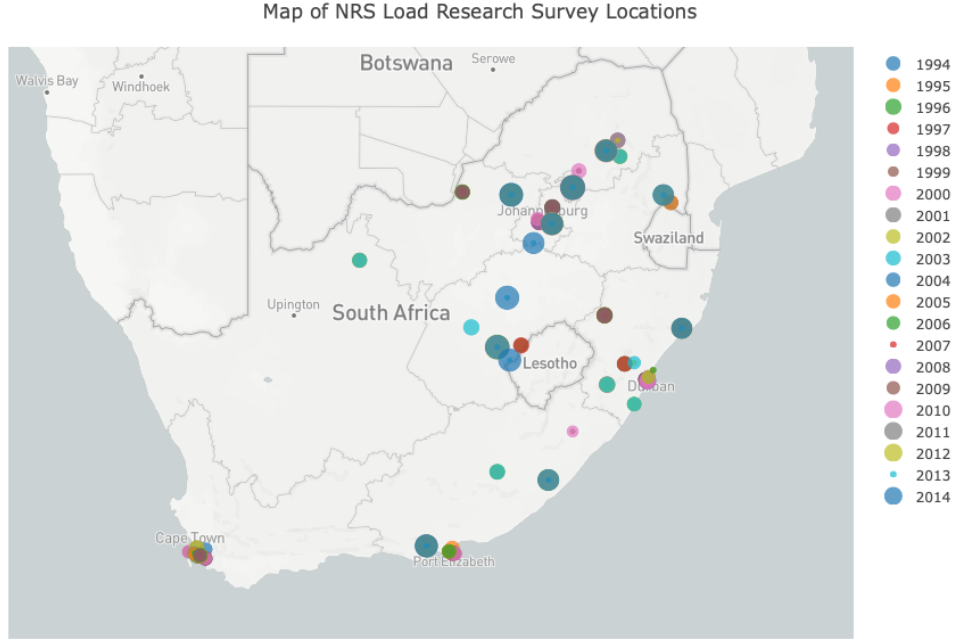 Map of NRS Load Research Survey Locations
Botswana
Serowe
Walvis Bay
Windhoek
Johannesburg
Swaziland
Upington
South Africa
Lesotho
Durban
Cape Town
Port Elizabeth
1994
1995
1996
1997
1998
1999
2000
2001
2002
2003
2004
2005
2006
2007
2008
2009
2010
2011
2012
2013
2014